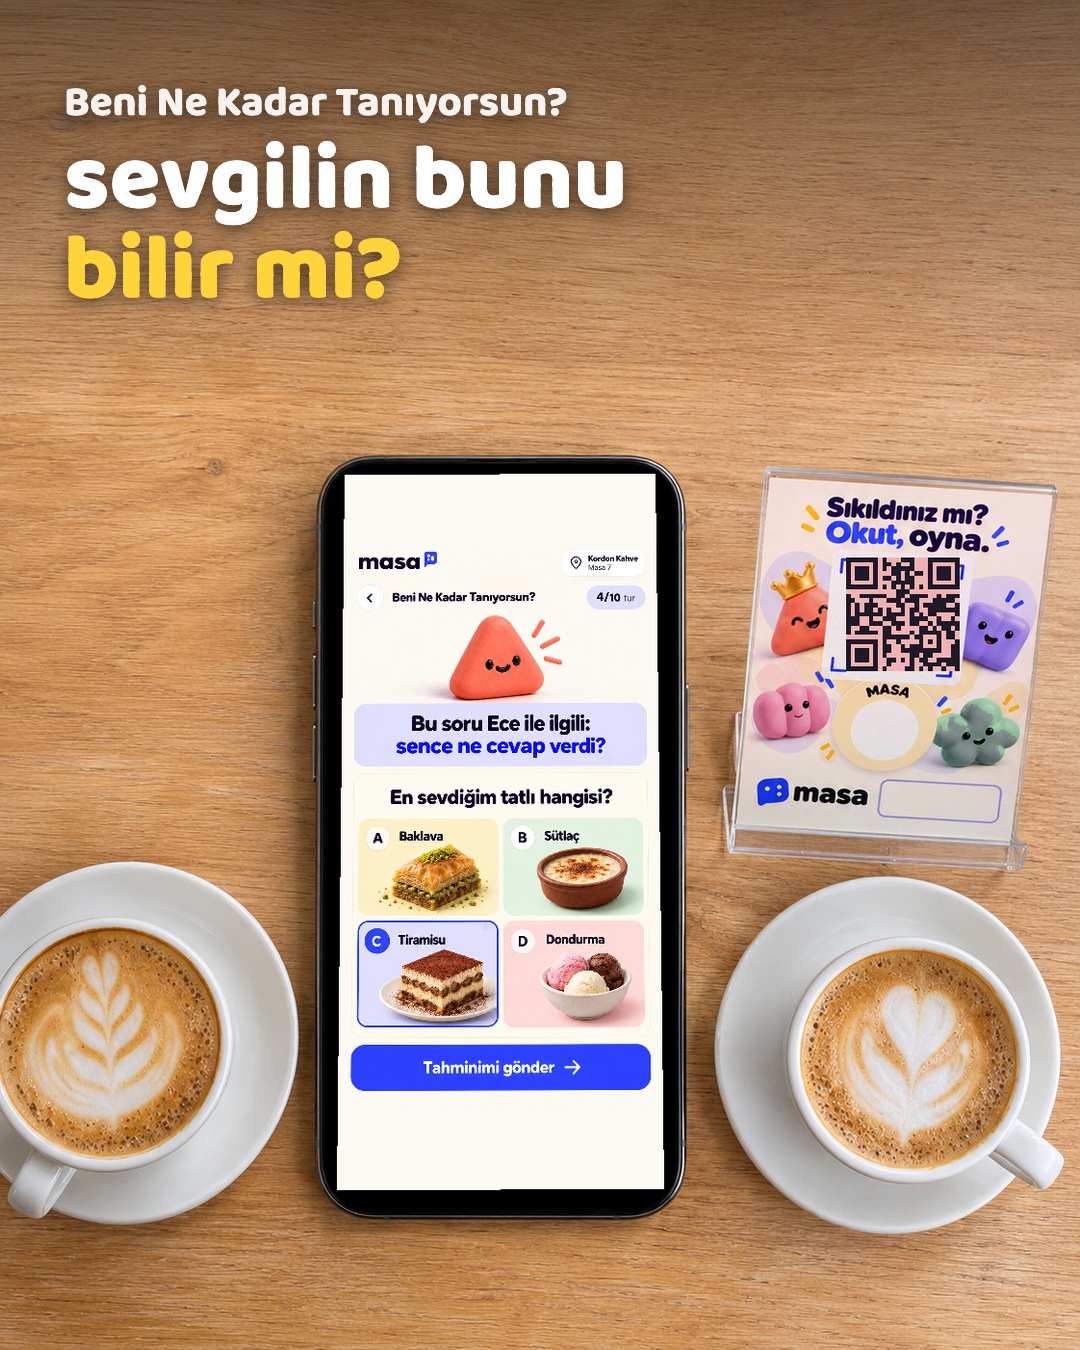 Beni Ne Kadar Tanıyorsun?
sevgilin bunu
bilir mi?
masa
Kordon Kahve
Masa 7
Beni Ne Kadar Tanıyorsun?
4/10 tur
Bu soru Ece ile ilgili:
sence ne cevap verdi?
En sevdiğim tatlı hangisi?
A Baklava
B Sütlaç
C Tiramisu
D Dondurma
Tahminimi gönder →
Sıkıldınız mı?
Okut, oyna.
MASA
masa